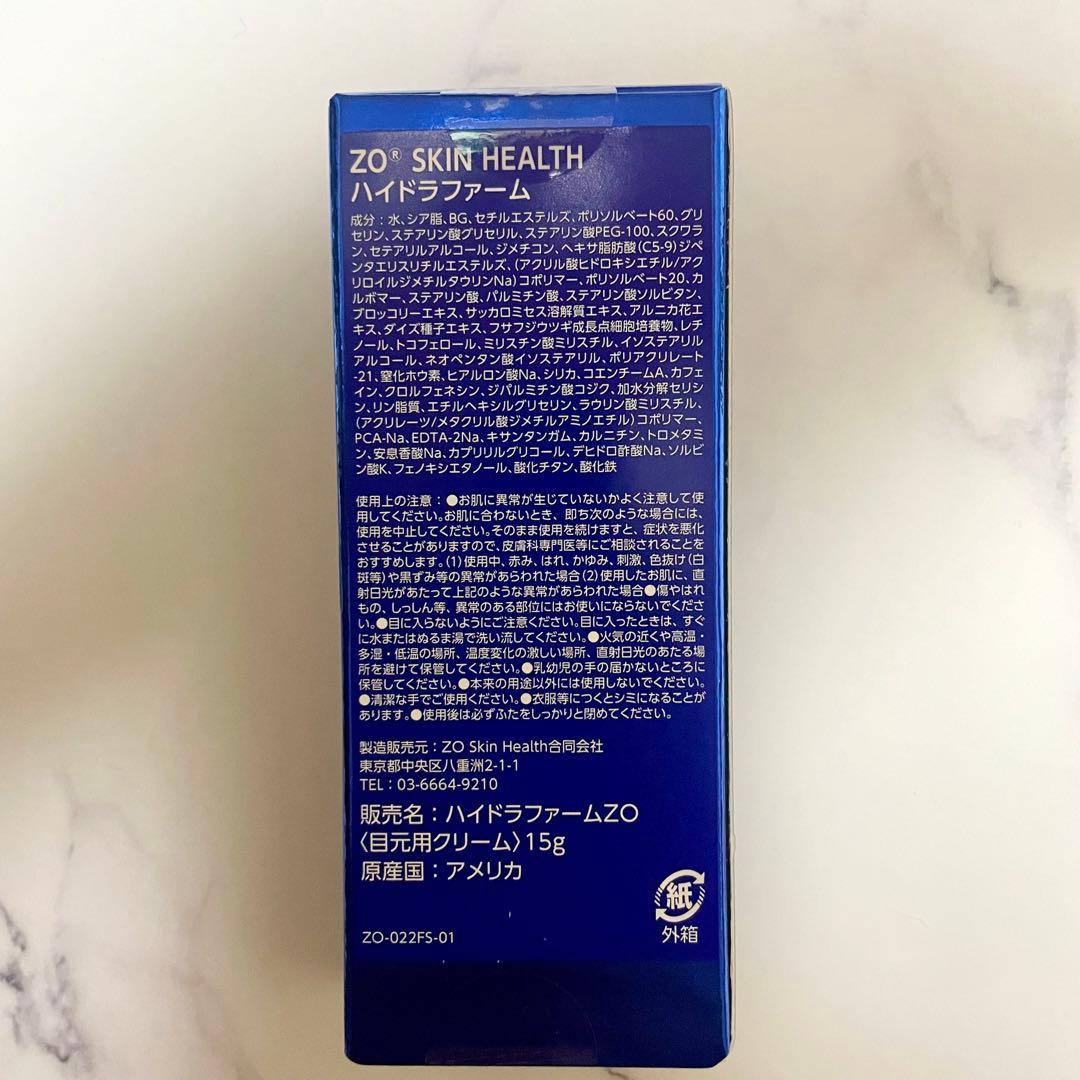 ZO® SKIN HEALTH
ハイドラファーム
成分：水、シア脂、BG、セチルエステルズ、ポリソルベート60、グリ
セリン、ステアリン酸グリセリル、ステアリン酸PEG-100、スクワラ
ン、セテアリルアルコール、ジメチコン、ヘキサ脂肪酸(C5-9)ジペ
ンタエリスリチルエステルズ、(アクリル酸ヒドロキシエチル/アク
リロイルジメチルタウリンNa)コポリマー、ポリソルベート20、カ
ルボマー、ステアリン酸、パルミチン酸、ステアリン酸ソルビタン、
ブロッコリーエキス、サッカロミセス溶解質エキス、アルニカ花エ
キス、ダイズ種子エキス、フサフジウツギ成長点細胞培養物、レチ
ノール、トコフェロール、ミリスチン酸ミリスチル、イソステアリル
アルコール、ネオペンタン酸イソステアリル、ポリアクリレート
-21、窒化ホウ素、ヒアルロン酸Na、シリカ、コエンチームA、カフェ
イン、クロルフェネシン、ジパルミチン酸コジク、加水分解セリシ
ン、リン脂質、エチルヘキシルグリセリン、ラウリン酸ミリスチル、
(アクリレーツ/メタクリル酸ジメチルアミノエチル)コポリマー、
PCA-Na、EDTA-2Na、キサンタンガム、カルニチン、トロメタミ
ン、安息香酸Na、カプリリルグリコール、デヒドロ酢酸Na、ソルビ
ン酸K、フェノキシエタノール、酸化チタン、酸化鉄
使用上の注意：●お肌に異常が生じていないかよく注意して使
用してください。お肌に合わないとき、即ち次のような場合には、
使用を中止してください。そのまま使用を続けますと、症状を悪化
させることがありますので、皮膚科専門医等にご相談されることを
おすすめします。(1)使用中、赤み、はれ、かゆみ、刺激、色抜け(白
斑等)や黒ずみ等の異常があらわれた場合(2)使用したお肌に、直
射日光があたって上記のような異常があらわれた場合●傷やはれ
もの、しっしん等、異常のある部位にはお使いにならないでくださ
い。●目に入らないようにご注意ください。目に入ったときは、すぐ
に水またはぬるま湯で洗い流してください。●火気の近くや高温・
多湿・低温の場所、温度変化の激しい場所、直射日光のあたる場
所を避けて保管してください。●乳幼児の手の届かないところに
保管してください。●本来の用途以外には使用しないでください。
●清潔な手でご使用ください。●衣服等につくとシミになることが
あります。●使用後は必ずふたをしっかりと閉めてください。
製造販売元：ZO Skin Health合同会社
東京都中央区八重洲2-1-1
TEL：03-6664-9210
販売名：ハイドラファームZO
〈目元用クリーム〉15g
原産国：アメリカ
紙
外箱
ZO-022FS-01